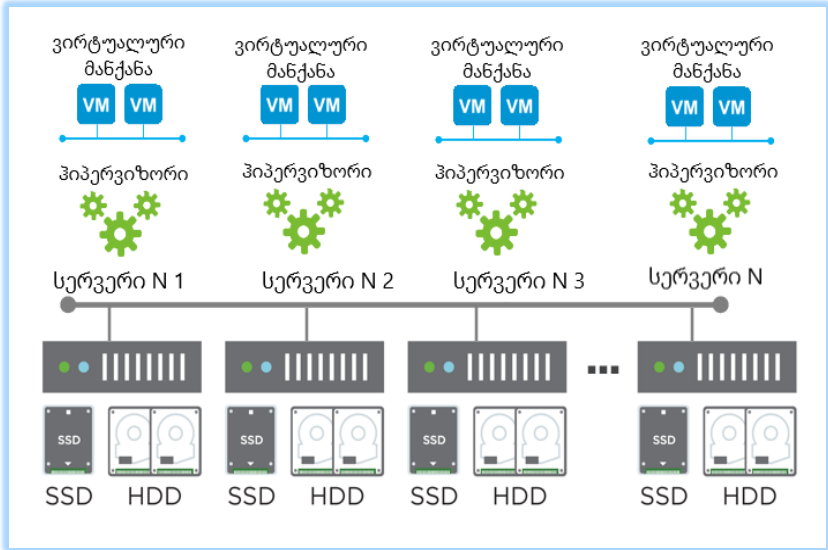 ვირტუალური
მანქანა
ვირტუალური
მანქანა
ვირტუალური
მანქანა
ვირტუალური
მანქანა
VM VM
VM VM
VM VM
VM VM
ჰიპერვიზორი
ჰიპერვიზორი
ჰიპერვიზორი
ჰიპერვიზორი
სერვერი N 1
სერვერი N 2
სერვერი N 3
სერვერი N
...
SSD
SSD
SSD
SSD
SSD HDD
SSD HDD
SSD HDD
SSD HDD